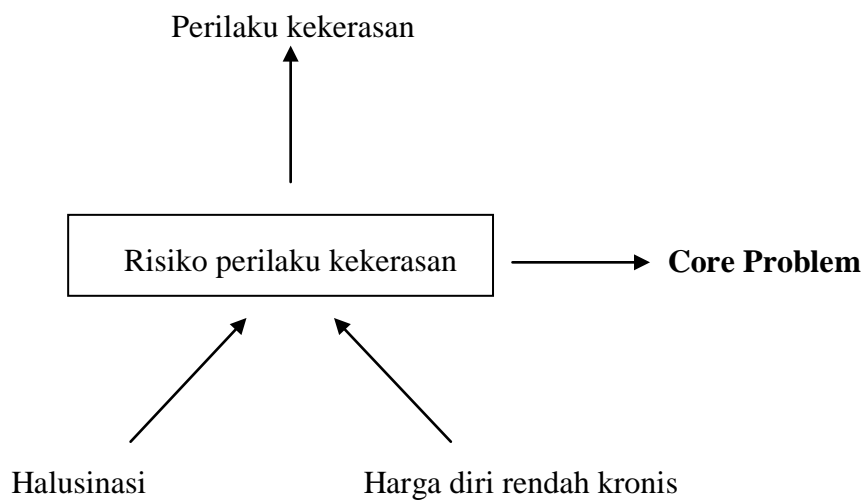 Perilaku kekerasan
Risiko perilaku kekerasan
Core Problem
Halusinasi
Harga diri rendah kronis